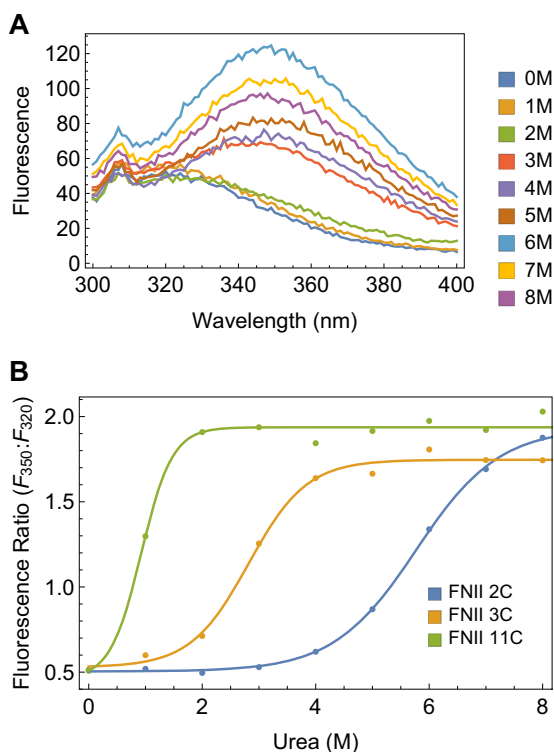 A
Fluorescence
120
100
80
60
40
20
0
300 320 340 360 380 400
Wavelength (nm)
0M
1M
2M
3M
4M
5M
6M
7M
8M
B
Fluorescence Ratio (F350:F320)
2.0
1.5
1.0
0.5
0 2 4 6 8
Urea (M)
FNII 2C
FNII 3C
FNII 11C